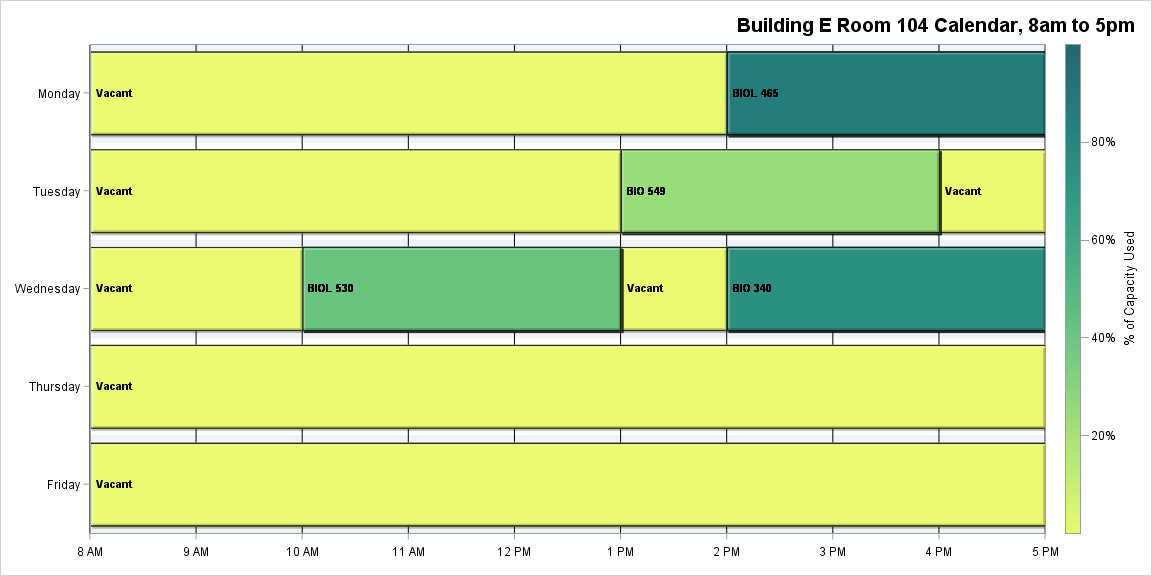 Building E Room 104 Calendar, 8am to 5pm
Monday
Vacant
BIOL 465
Tuesday
Vacant
BIO 549
Vacant
Wednesday
Vacant
BIOL 530
Vacant
BIO 340
Thursday
Vacant
Friday
Vacant
8 AM
9 AM
10 AM
11 AM
12 PM
1 PM
2 PM
3 PM
4 PM
5 PM
80%
60%
40%
20%
% of Capacity Used